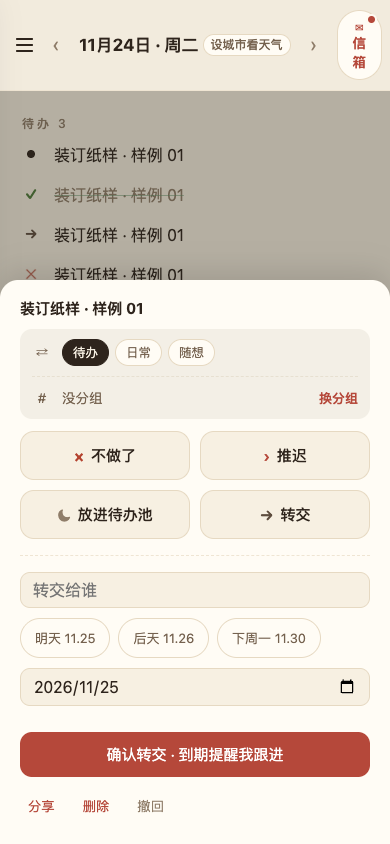 11月24日 · 周二 设城市看天气
信
箱
待办 3
装订纸样 · 样例 01
装订纸样 · 样例 01
装订纸样 · 样例 01
装订纸样 · 样例 01
装订纸样 · 样例 01
待办 日常 随想
# 没分组 换分组
× 不做了 › 推迟
放进待办池 → 转交
转交给谁
明天 11.25 后天 11.26 下周一 11.30
2026/11/25
确认转交 · 到期提醒我跟进
分享 删除 撤回